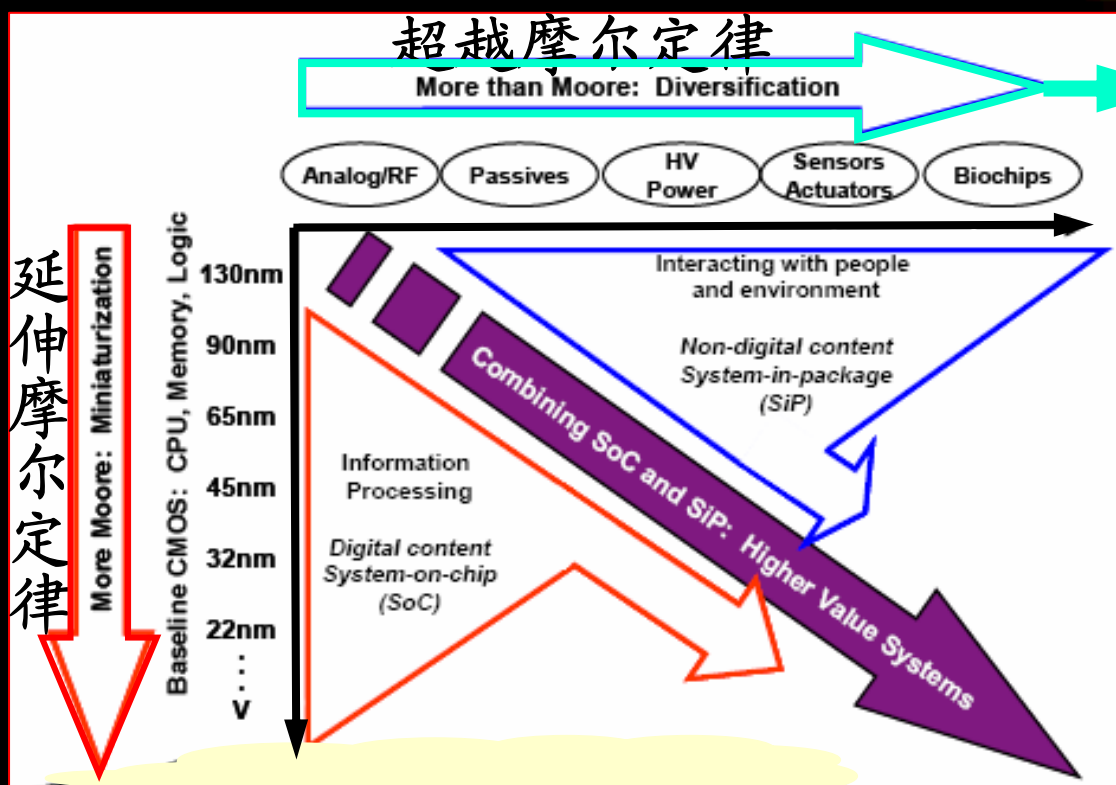 超越摩尔定律
More than Moore: Diversification
Analog/RF
Passives
HV
Power
Sensors
Actuators
Biochips
延伸摩尔定律
More Moore: Miniaturization
Baseline CMOS: CPU, Memory, Logic
130nm
90nm
65nm
45nm
32nm
22nm
V
Interacting with people
and environment
Non-digital content
System-in-package
(SiP)
Combining SoC and SiP: Higher Value Systems
Information
Processing
Digital content
System-on-chip
(SoC)